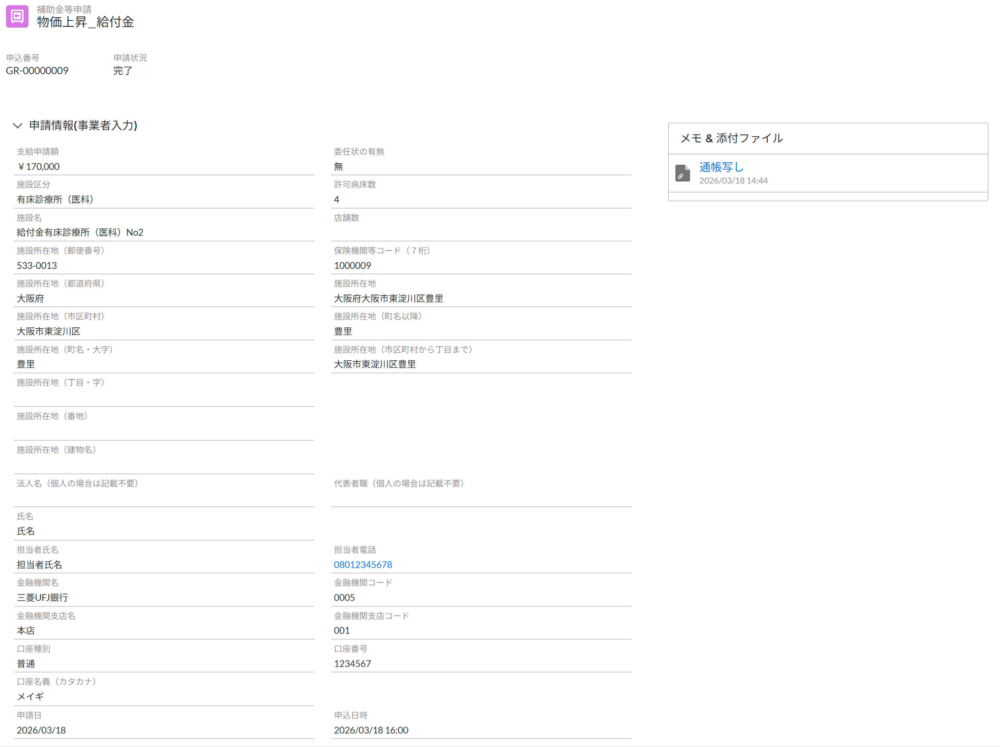 補助金等申請
物価上昇_給付金
申込番号 申請状況
GR-00000009 完了
申請情報(事業者入力)
メモ & 添付ファイル
通帳写し
2026/03/18 14:44
支給申請額 委任状の有無
￥170,000 無
施設区分 許可病床数
有床診療所（医科） 4
施設名 店舗数
給付金有床診療所（医科）No2
施設所在地（郵便番号） 保険機関等コード（７桁）
533-0013 1000009
施設所在地（都道府県） 施設所在地
大阪府 大阪府大阪市東淀川区豊里
施設所在地（市区町村） 施設所在地（町名以降）
大阪市東淀川区 豊里
施設所在地（町名・大字） 施設所在地（市区町村から丁目まで）
豊里 大阪市東淀川区豊里
施設所在地（丁目・字）
施設所在地（番地）
施設所在地（建物名）
法人名（個人の場合は記載不要） 代表者職（個人の場合は記載不要）
氏名
氏名
担当者氏名 担当者電話
担当者氏名 08012345678
金融機関名 金融機関コード
三菱UFJ銀行 0005
金融機関支店名 金融機関支店コード
本店 001
口座種別 口座番号
普通 1234567
口座名義（カタカナ）
メイギ
申請日 申込日時
2026/03/18 2026/03/18 16:00